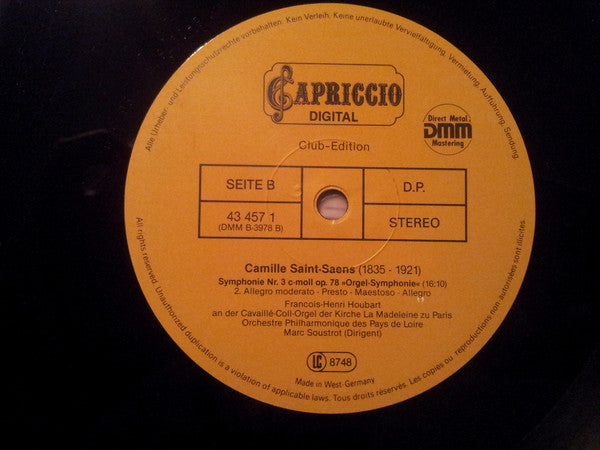 Alle Urheber- und Leistungsschutzrechte vorbehalten. Kein Verleih. Keine unerlaubte Vervielfältigung, Vermietung, Aufführung, Sendung.
CAPRICCIO
DIGITAL
Direct Metal
DMM
Mastering
Club-Edition
SEITE B
D.P.
43 457 1
(DMM B-3978 B)
STEREO
Camille Saint-Saens (1835 - 1921)
Symphonie Nr. 3 c-moll op. 78 »Orgel-Symphonie« (16:10)
2. Allegro moderato - Presto - Maestoso - Allegro
Francois-Henri Houbart
an der Cavaillé-Coll-Orgel der Kirche La Madeleine zu Paris
Orchestre Philharmonique des Pays de Loire
Marc Soustrot (Dirigent)
LC 8748
Made in West-Germany
All rights reserved. Unauthorized duplication is a violation of applicable laws. Tous droits réservés. Les copies ou reproductions non-autorisées sont illicites.